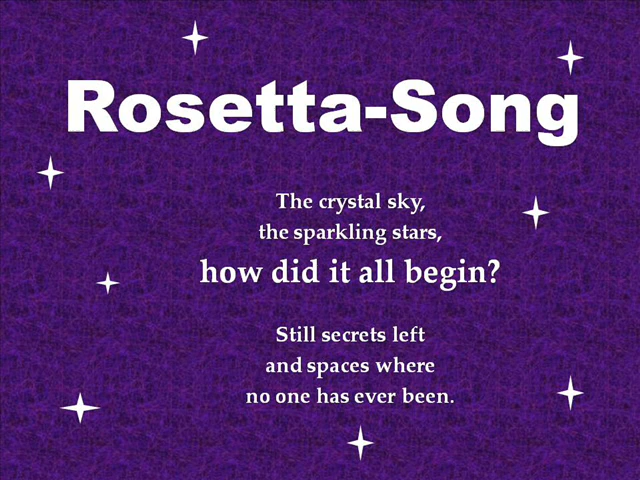 Rosetta-Song
The crystal sky,
the sparkling stars,
how did it all begin?
Still secrets left
and spaces where
no one has ever been.